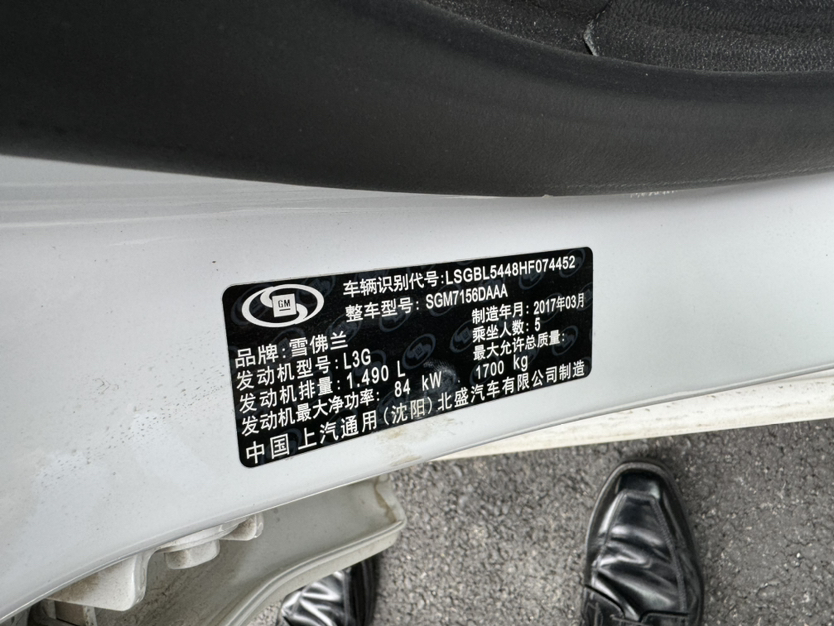 GM
车辆识别代号:LSGBL5448HF074452
整车型号: SGM7156DAAA
制造年月: 2017年03月
品牌: 雪佛兰
乘坐人数: 5
发动机型号: L3G
最大允许总质量:
发动机排量: 1.490 L
1700 kg
发动机最大净功率: 84 kW
中国 上汽通用(沈阳)北盛汽车有限公司制造